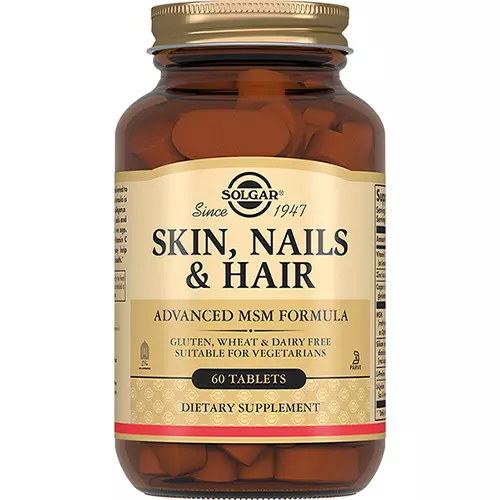 SOLGAR®
Since 1947
SKIN, NAILS
& HAIR
ADVANCED MSM FORMULA
GLUTEN, WHEAT & DAIRY FREE
SUITABLE FOR VEGETARIANS
PARVE
60 TABLETS
DIETARY SUPPLEMENT